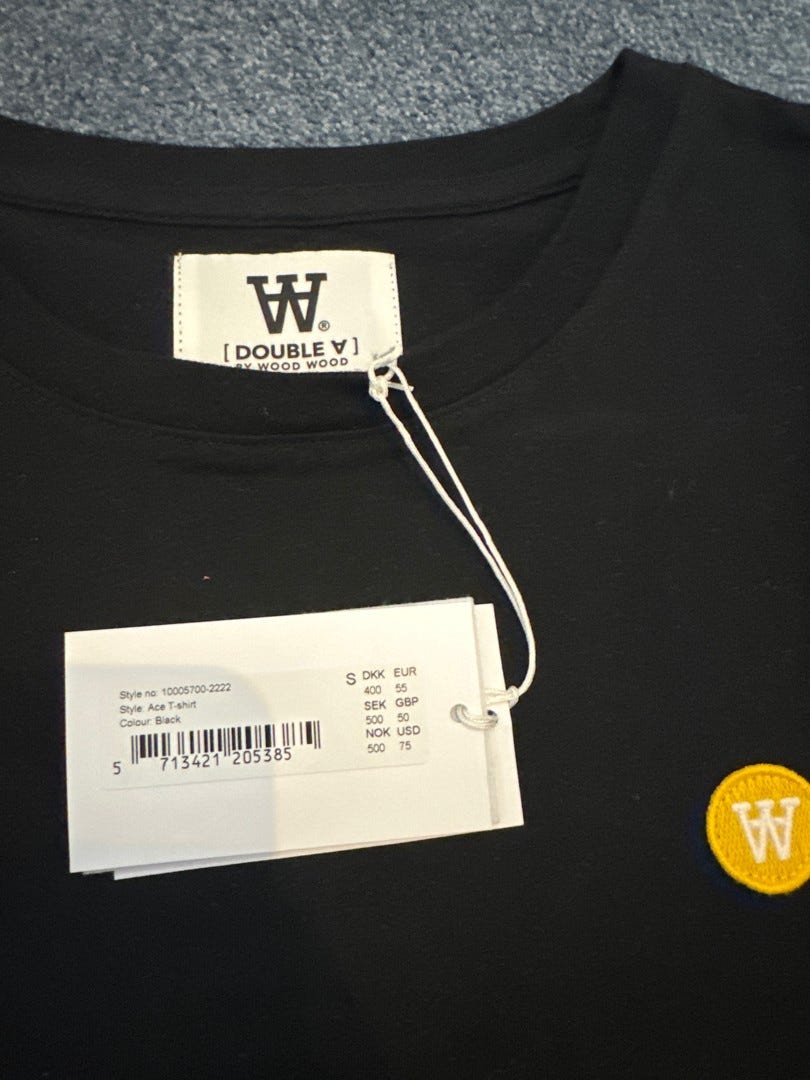 W®
[ DOUBLE Ɐ ]
BY WOOD WOOD
Style no: 10005700-2222
Style: Ace T-shirt
Colour: Black
5 713421 205385
S DKK EUR
400 55
SEK GBP
500 50
NOK USD
500 75
W